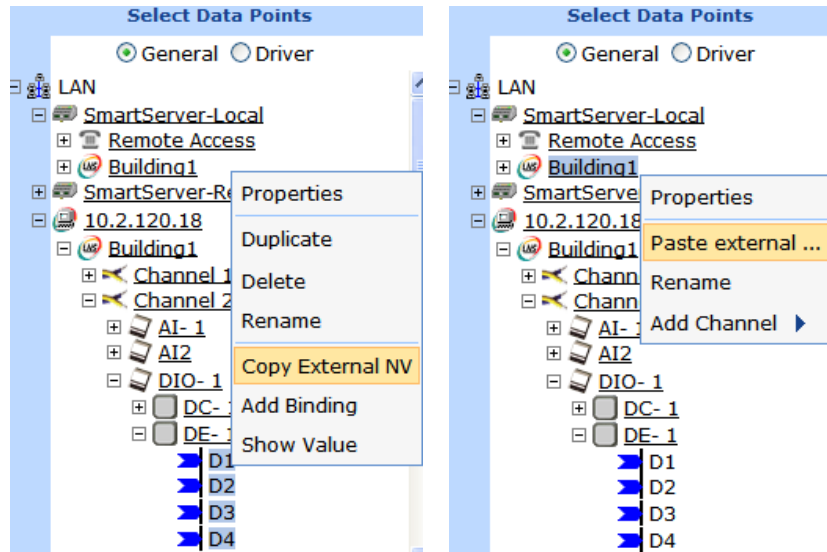 Select Data Points
General Driver
LAN
SmartServer-Local
Remote Access
Building1
SmartServer-Re
10.2.120.18
Building1
Channel 1
Channel 2
AI- 1
AI2
DIO- 1
DC- 1
DE- 1
D1
D2
D3
D4
Properties
Duplicate
Delete
Rename
Copy External NV
Add Binding
Show Value
Select Data Points
General Driver
LAN
SmartServer-Local
Remote Access
Building1
SmartServe
10.2.120.18
Building1
Chann
Chann
AI- 1
AI2
DIO- 1
DC- 1
DE- 1
D1
D2
D3
D4
Properties
Paste external ...
Rename
Add Channel